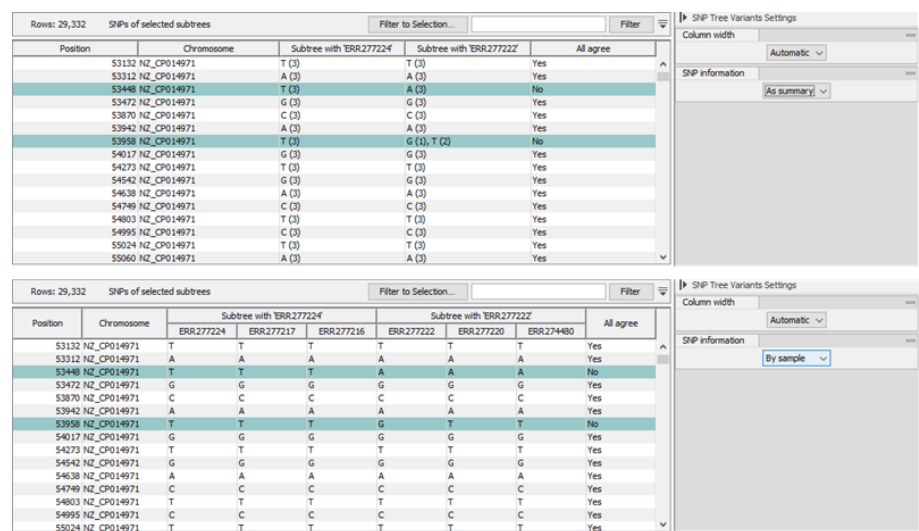 Rows: 29,332 SNPs of selected subtrees Filter to Selection... Filter
Position Chromosome Subtree with 'ERR277224' Subtree with 'ERR277222' All agree
53132 NZ_CP014971 T (3) T (3) Yes
53312 NZ_CP014971 A (3) A (3) Yes
53448 NZ_CP014971 T (3) A (3) No
53472 NZ_CP014971 G (3) G (3) Yes
53870 NZ_CP014971 C (3) C (3) Yes
53942 NZ_CP014971 A (3) A (3) Yes
53958 NZ_CP014971 T (3) G (1), T (2) No
54017 NZ_CP014971 G (3) G (3) Yes
54273 NZ_CP014971 T (3) T (3) Yes
54542 NZ_CP014971 G (3) G (3) Yes
54638 NZ_CP014971 A (3) A (3) Yes
54749 NZ_CP014971 C (3) C (3) Yes
54803 NZ_CP014971 T (3) T (3) Yes
54995 NZ_CP014971 C (3) C (3) Yes
55024 NZ_CP014971 T (3) T (3) Yes
55060 NZ_CP014971 A (3) A (3) Yes
SNP Tree Variants Settings
Column width
Automatic
SNP information
As summary
Rows: 29,332 SNPs of selected subtrees Filter to Selection... Filter
Position Chromosome Subtree with 'ERR277224' Subtree with 'ERR277222' All agree
ERR277224 ERR277217 ERR277216 ERR277222 ERR277220 ERR274480
53132 NZ_CP014971 T T T T T T Yes
53312 NZ_CP014971 A A A A A A Yes
53448 NZ_CP014971 T T T A A A No
53472 NZ_CP014971 G G G G G G Yes
53870 NZ_CP014971 C C C C C C Yes
53942 NZ_CP014971 A A A A A A Yes
53958 NZ_CP014971 T T T G T T No
54017 NZ_CP014971 G G G G G G Yes
54273 NZ_CP014971 T T T T T T Yes
54542 NZ_CP014971 G G G G G G Yes
54638 NZ_CP014971 A A A A A A Yes
54749 NZ_CP014971 C C C C C C Yes
54803 NZ_CP014971 T T T T T T Yes
54995 NZ_CP014971 C C C C C C Yes
55024 NZ_CP014971 T T T T T T Yes
SNP Tree Variants Settings
Column width
Automatic
SNP information
By sample